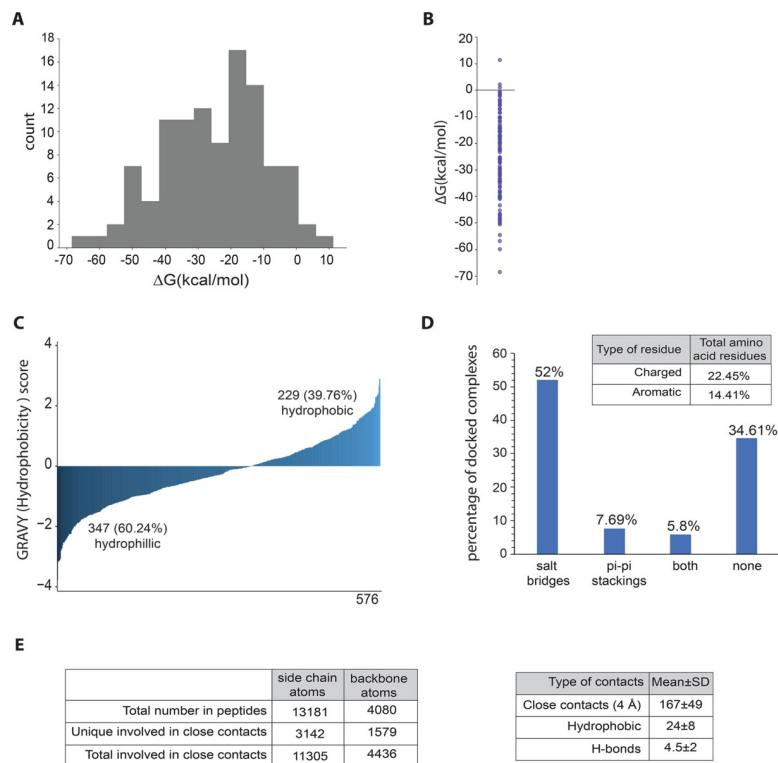 A
count
18
16
14
12
10
8
6
4
2
0
-70 -60 -50 -40 -30 -20 -10 0 10
ΔG(kcal/mol)
B
ΔG(kcal/mol)
20
10
0
-10
-20
-30
-40
-50
-60
-70
C
GRAVY (Hydrophobicity ) score
4
2
0
−2
−4
229 (39.76%)
hydrophobic
347 (60.24%)
hydrophillic
576
D
percentage of docked complexes
60
50
40
30
20
10
0
52%
7.69%
5.8%
34.61%
salt
bridges
pi-pi
stackings
both
none
Type of residue Total amino
acid residues
Charged 22.45%
Aromatic 14.41%
E
side chain
atoms
backbone
atoms
Total number in peptides 13181 4080
Unique involved in close contacts 3142 1579
Total involved in close contacts 11305 4436
Type of contacts Mean±SD
Close contacts (4 Å) 167±49
Hydrophobic 24±8
H-bonds 4.5±2